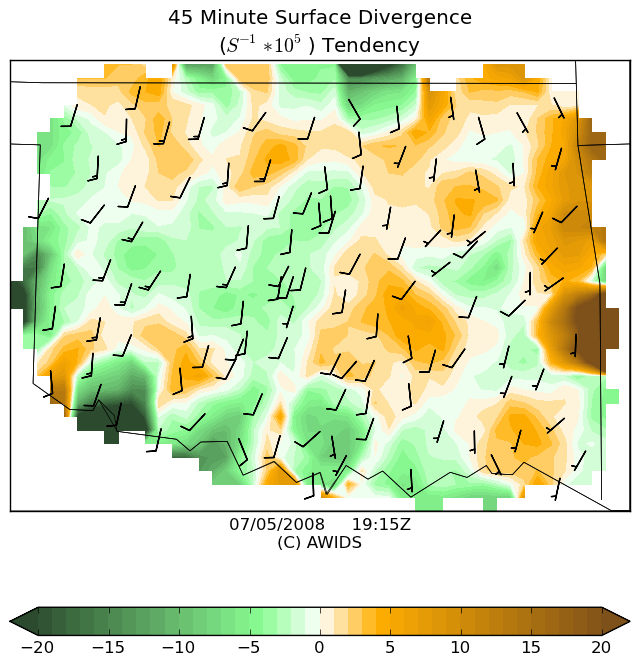 45 Minute Surface Divergence
(S⁻¹ ∗ 10⁵ ) Tendency
07/05/2008 19:15Z
(C) AWIDS
−20 −15 −10 −5 0 5 10 15 20